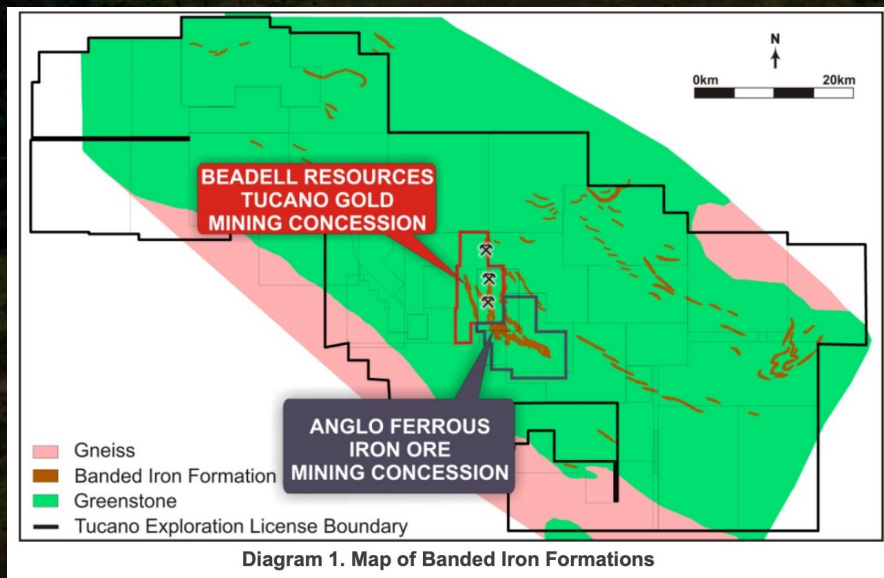 N
0km 20km
BEADELL RESOURCES
TUCANO GOLD
MINING CONCESSION
ANGLO FERROUS
IRON ORE
MINING CONCESSION
Gneiss
Banded Iron Formation
Greenstone
Tucano Exploration License Boundary
Diagram 1. Map of Banded Iron Formations